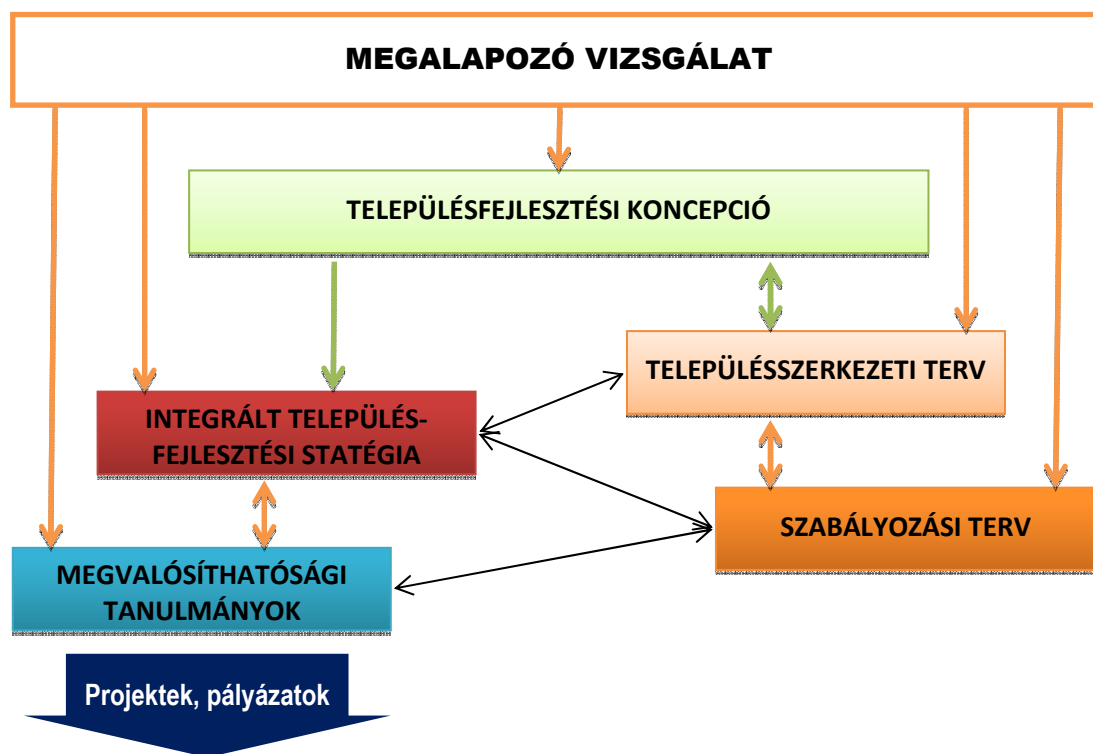 MEGALAPOZÓ VIZSGÁLAT
TELEPÜLÉSFEJLESZTÉSI KONCEPCIÓ
TELEPÜLÉSSZERKEZETI TERV
INTEGRÁLT TELEPÜLÉS-
FEJLESZTÉSI STATÉGIA
SZABÁLYOZÁSI TERV
MEGVALÓSÍTHATÓSÁGI
TANULMÁNYOK
Projektek, pályázatok